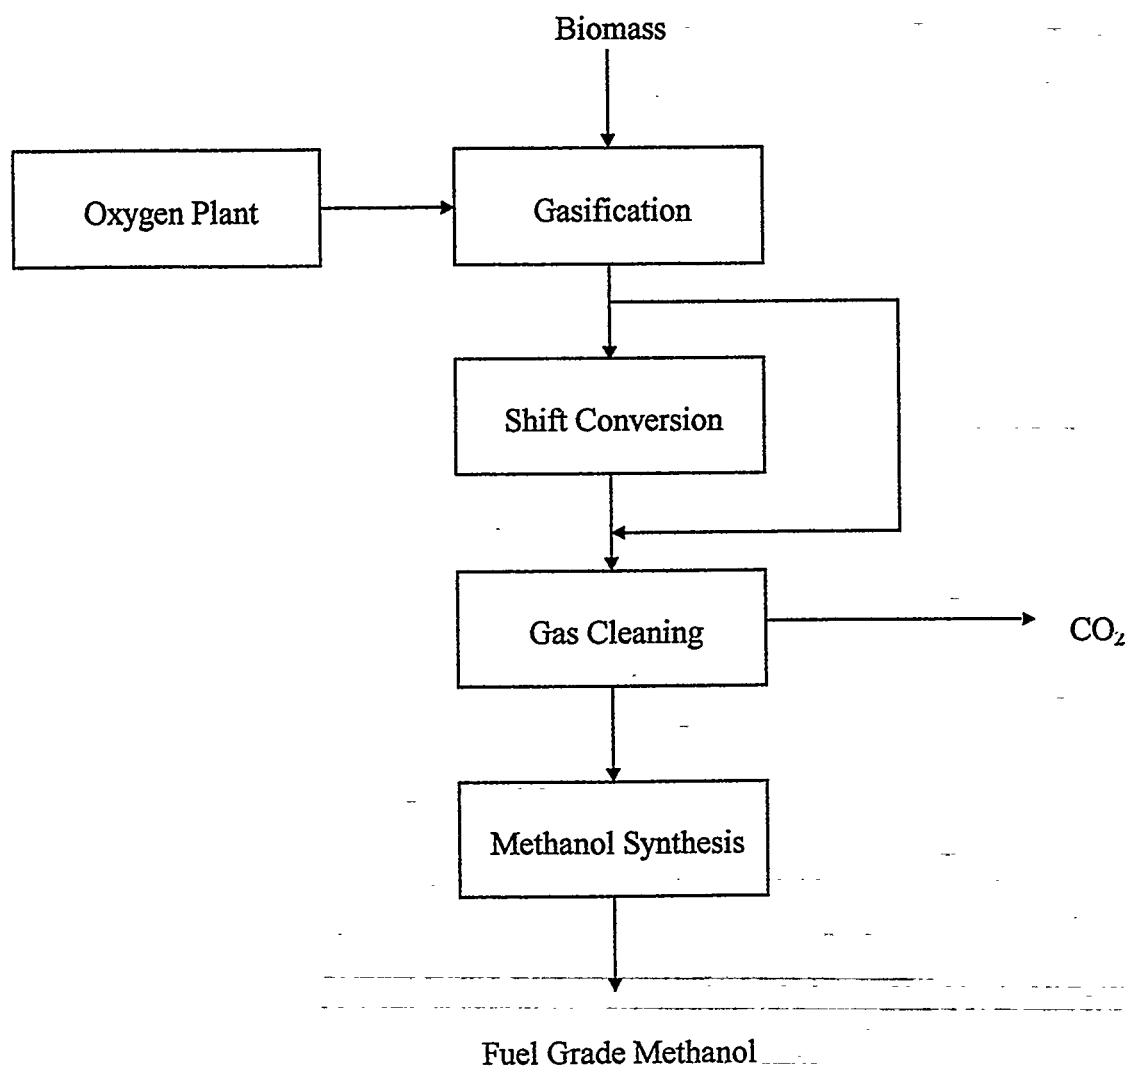 Biomass
Oxygen Plant
Gasification
Shift Conversion
Gas Cleaning
CO₂
Methanol Synthesis
Fuel Grade Methanol